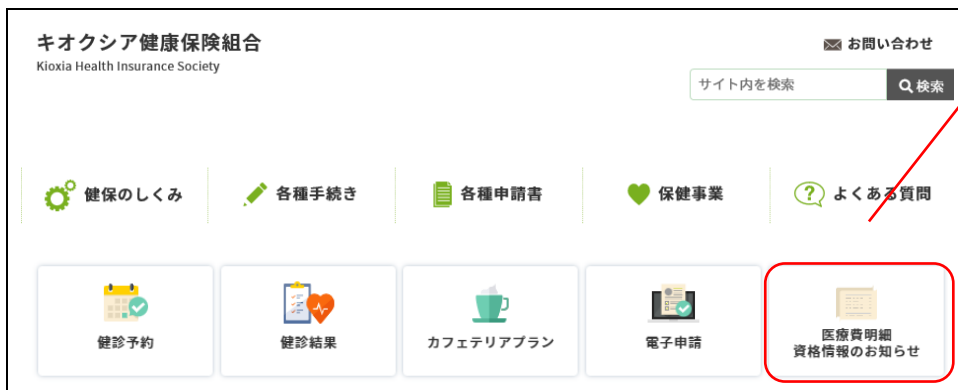 キオクシア健康保険組合
Kioxia Health Insurance Society
お問い合わせ
サイト内を検索
検索
健保のしくみ
各種手続き
各種申請書
保健事業
よくある質問
健診予約
健診結果
カフェテリアプラン
電子申請
医療費明細
資格情報のお知らせ